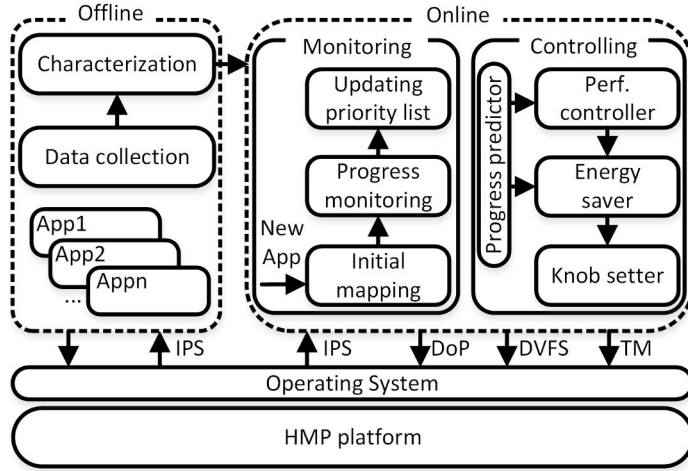 Offline
Characterization
Data collection
App1
App2
...
Appn
Online
Monitoring
Updating
priority list
Progress
monitoring
New
App
Initial
mapping
Controlling
Progress predictor
Perf.
controller
Energy
saver
Knob setter
IPS
IPS
DoP
DVFS
TM
Operating System
HMP platform